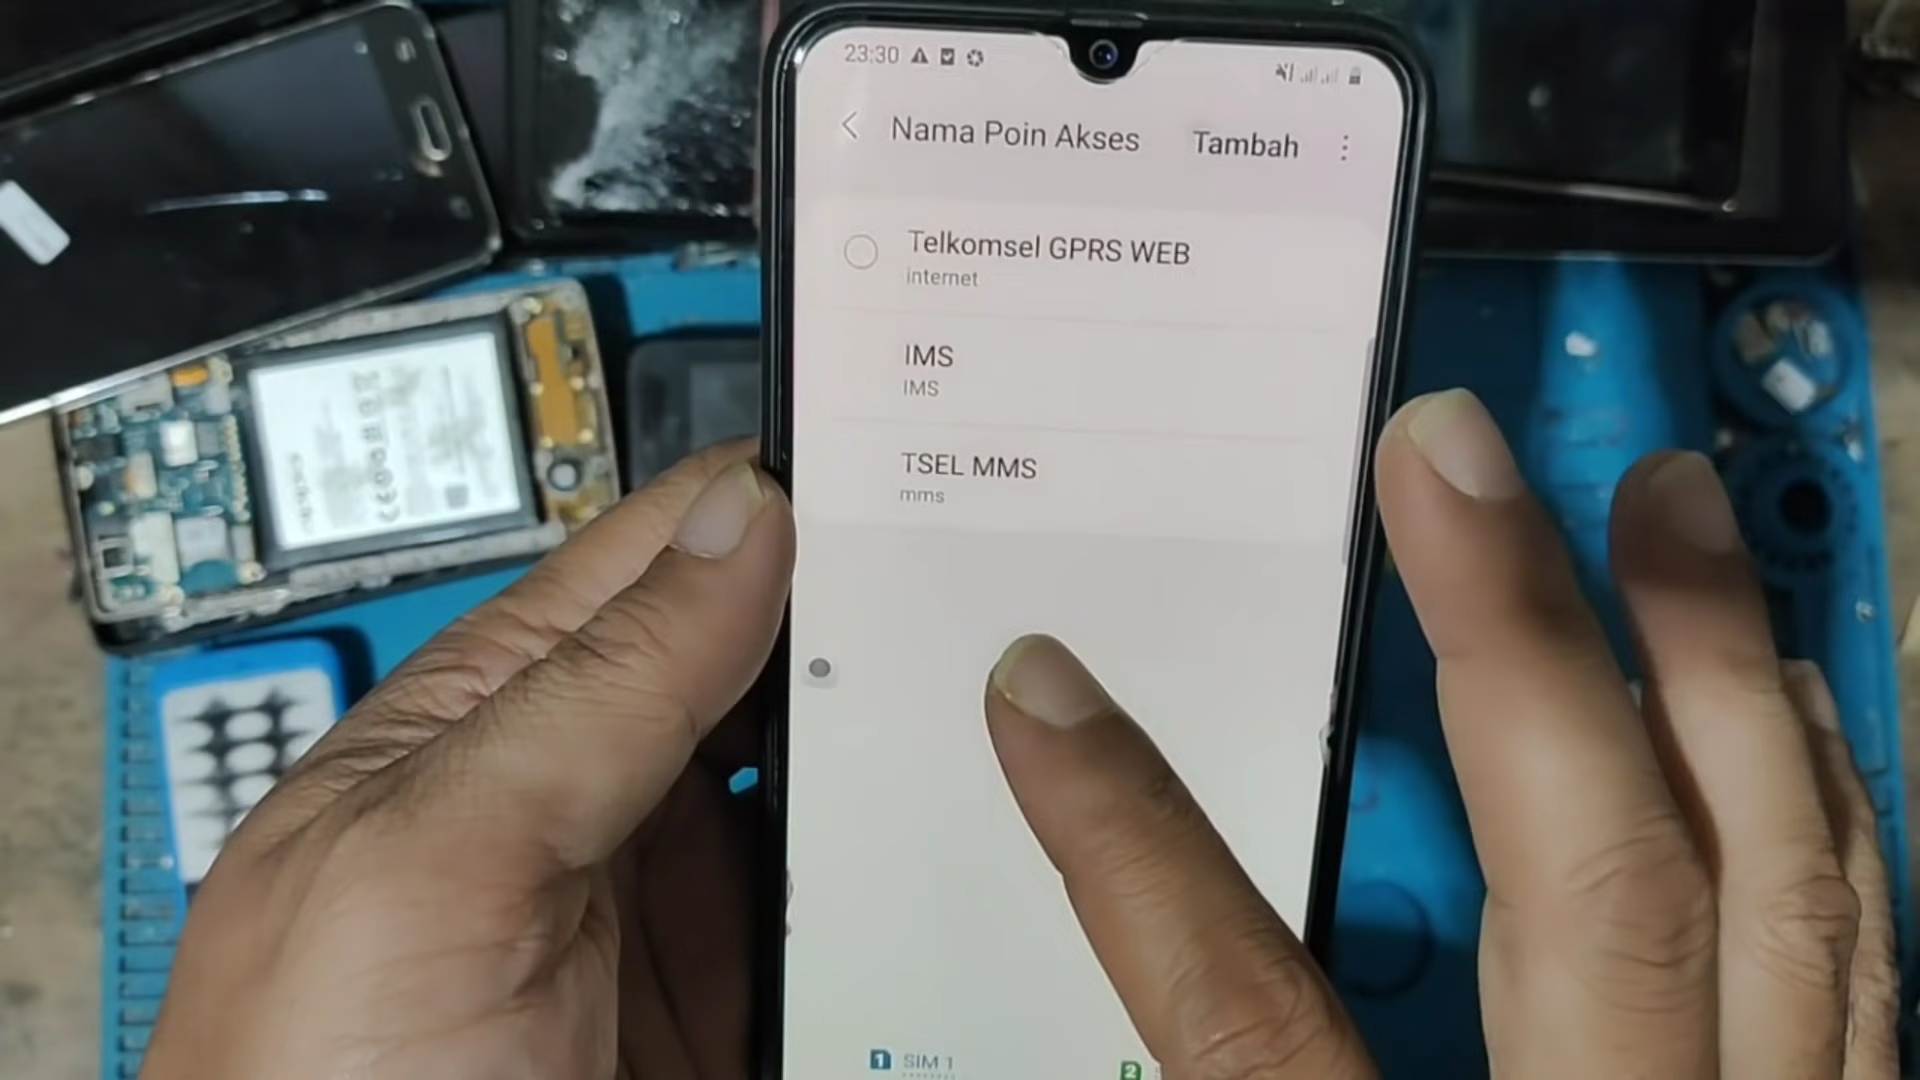 23:30
Nama Poin Akses
Tambah
Telkomsel GPRS WEB
internet
IMS
IMS
TSEL MMS
mms
1 SIM 1
2